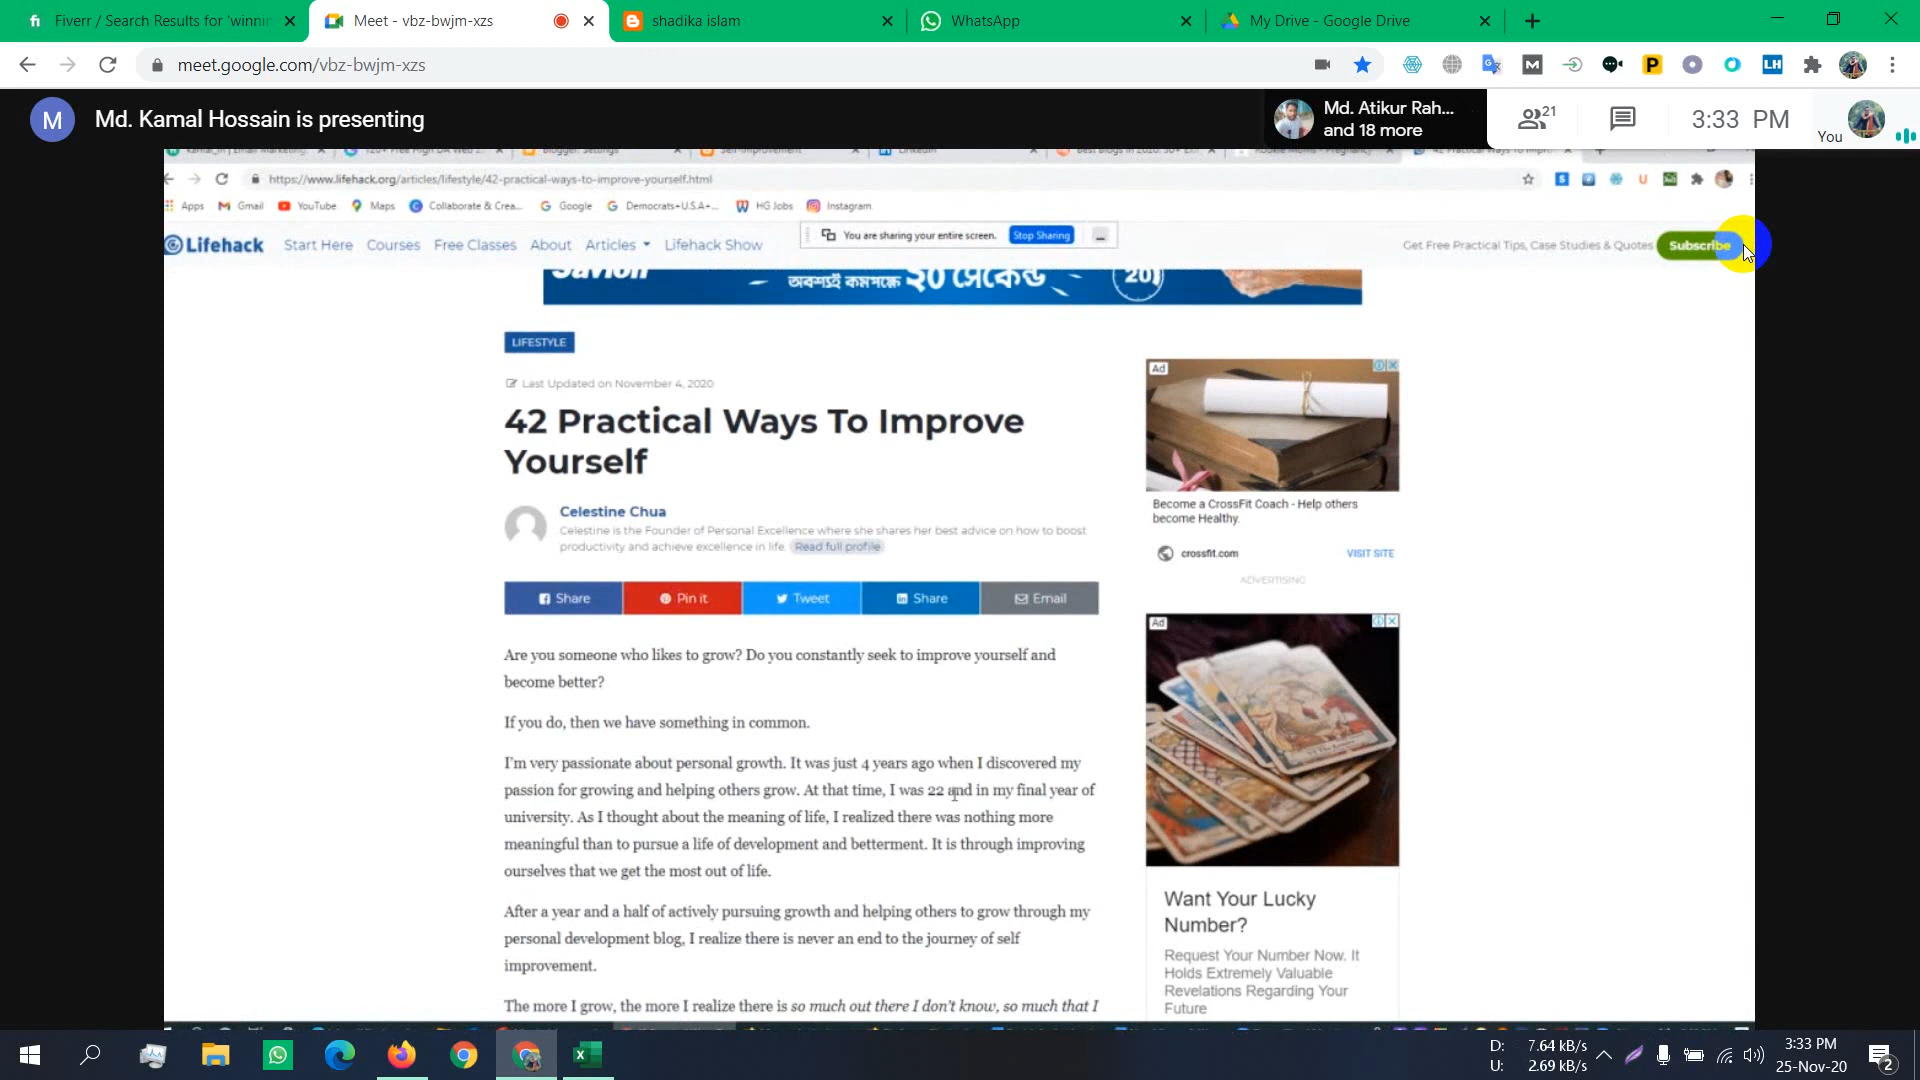 Fiverr / Search Results for 'winnin
Meet - vbz-bwjm-xzs
shadika islam
WhatsApp
My Drive - Google Drive
meet.google.com/vbz-bwjm-xzs
M
Md. Kamal Hossain is presenting
Md. Atikur Rah...
and 18 more
21
3:33 PM
You
https://www.lifehack.org/articles/lifestyle/42-practical-ways-to-improve-yourself.html
Apps
Gmail
YouTube
Maps
Collaborate & Crea...
Google
Democrats+U.S.A+...
HG Jobs
Instagram
You are sharing your entire screen.
Stop Sharing
Lifehack
Start Here
Courses
Free Classes
About
Articles
Lifehack Show
Get Free Practical Tips, Case Studies & Quotes
Subscribe
Savlon
অবশ্যই কমপক্ষে ২০ সেকেন্ড
20
LIFESTYLE
Last Updated on November 4, 2020
42 Practical Ways To Improve
Yourself
Celestine Chua
Celestine is the Founder of Personal Excellence where she shares her best advice on how to boost
productivity and achieve excellence in life. Read full profile
Share
Pin it
Tweet
Share
Email
Are you someone who likes to grow? Do you constantly seek to improve yourself and
become better?
If you do, then we have something in common.
I'm very passionate about personal growth. It was just 4 years ago when I discovered my
passion for growing and helping others grow. At that time, I was 22 and in my final year of
university. As I thought about the meaning of life, I realized there was nothing more
meaningful than to pursue a life of development and betterment. It is through improving
ourselves that we get the most out of life.
After a year and a half of actively pursuing growth and helping others to grow through my
personal development blog, I realize there is never an end to the journey of self
improvement.
The more I grow, the more I realize there is so much out there I don't know, so much that I
Ad
Become a CrossFit Coach - Help others
become Healthy.
crossfit.com
VISIT SITE
ADVERTISING
Ad
Want Your Lucky
Number?
Request Your Number Now. It
Holds Extremely Valuable
Revelations Regarding Your
Future
D: 7.64 kB/s
U: 2.69 kB/s
3:33 PM
25-Nov-20
2